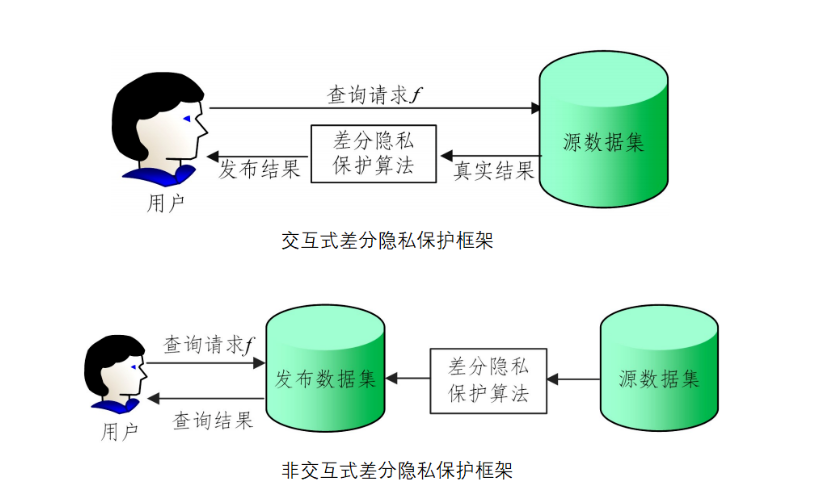 查询请求f
差分隐私
保护算法
源数据集
发布结果
真实结果
用户
交互式差分隐私保护框架
查询请求f
发布数据集
差分隐私
保护算法
源数据集
查询结果
用户
非交互式差分隐私保护框架